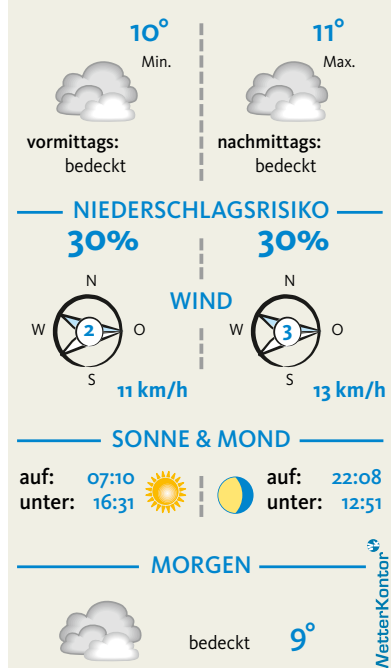 10° 11°
Min. Max.
vormittags: nachmittags:
bedeckt bedeckt
NIEDERSCHLAGSRISIKO
30% 30%
WIND
N N
W 2 O W 3 O
S S
11 km/h 13 km/h
SONNE & MOND
auf: 07:10 auf: 22:08
unter: 16:31 unter: 12:51
MORGEN
bedeckt 9°
WetterKontor